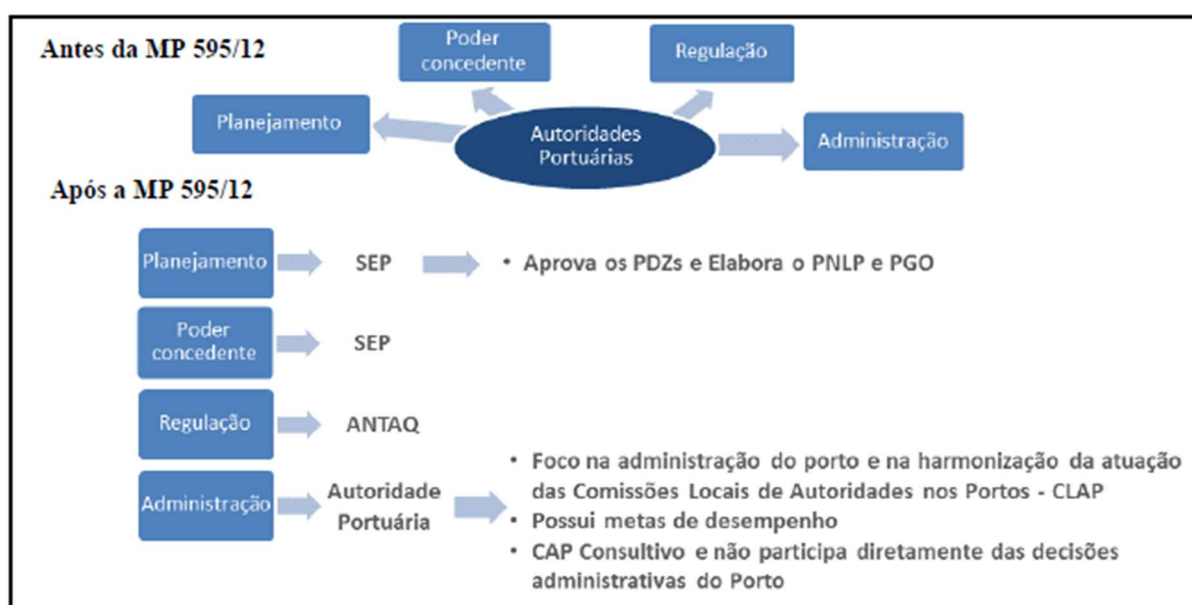 Antes da MP 595/12
Poder
concedente
Regulação
Planejamento
Autoridades
Portuárias
Administração
Após a MP 595/12
Planejamento
SEP
• Aprova os PDZs e Elabora o PNLP e PGO
Poder
concedente
SEP
Regulação
ANTAQ
Administração
Autoridade
Portuária
• Foco na administração do porto e na harmonização da atuação
das Comissões Locais de Autoridades nos Portos - CLAP
• Possui metas de desempenho
• CAP Consultivo e não participa diretamente das decisões
administrativas do Porto